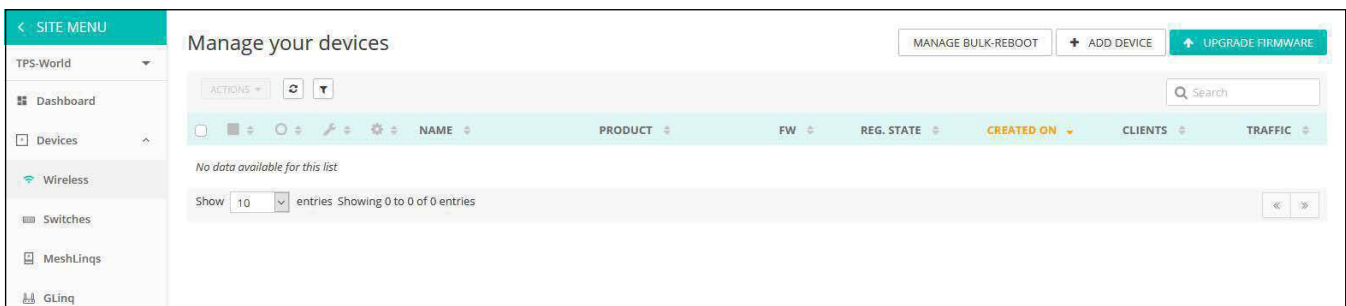 SITE MENU
TPS-World
Dashboard
Devices
Wireless
Switches
MeshLinqs
GLinq
Manage your devices
MANAGE BULK-REBOOT
ADD DEVICE
UPGRADE FIRMWARE
ACTIONS
Search
NAME PRODUCT FW REG. STATE CREATED ON CLIENTS TRAFFIC
No data available for this list
Show 10 entries Showing 0 to 0 of 0 entries